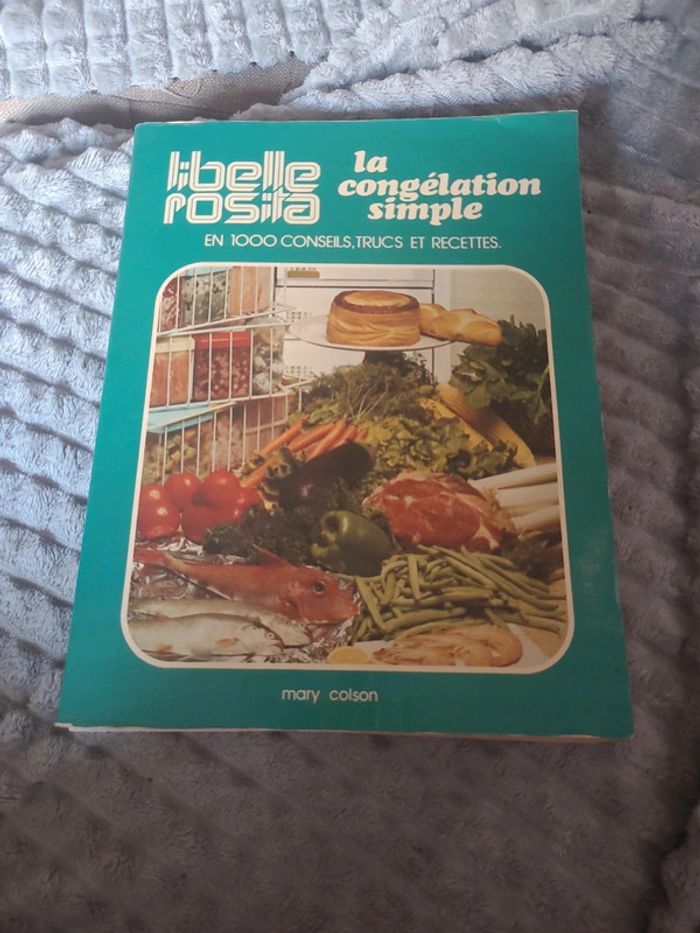 libelle
rosita
la
congélation
simple
EN 1000 CONSEILS, TRUCS ET RECETTES.
mary colson